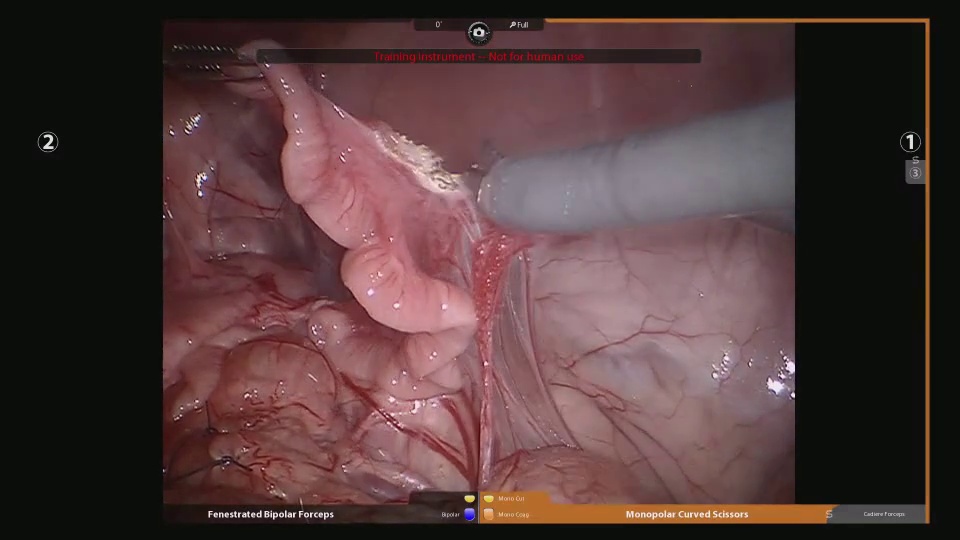 0° Full
Training Instrument -- Not for human use
2
1
S
3
Mono Cut
Fenestrated Bipolar Forceps Bipolar Mono Coag Monopolar Curved Scissors S Cadiere Forceps